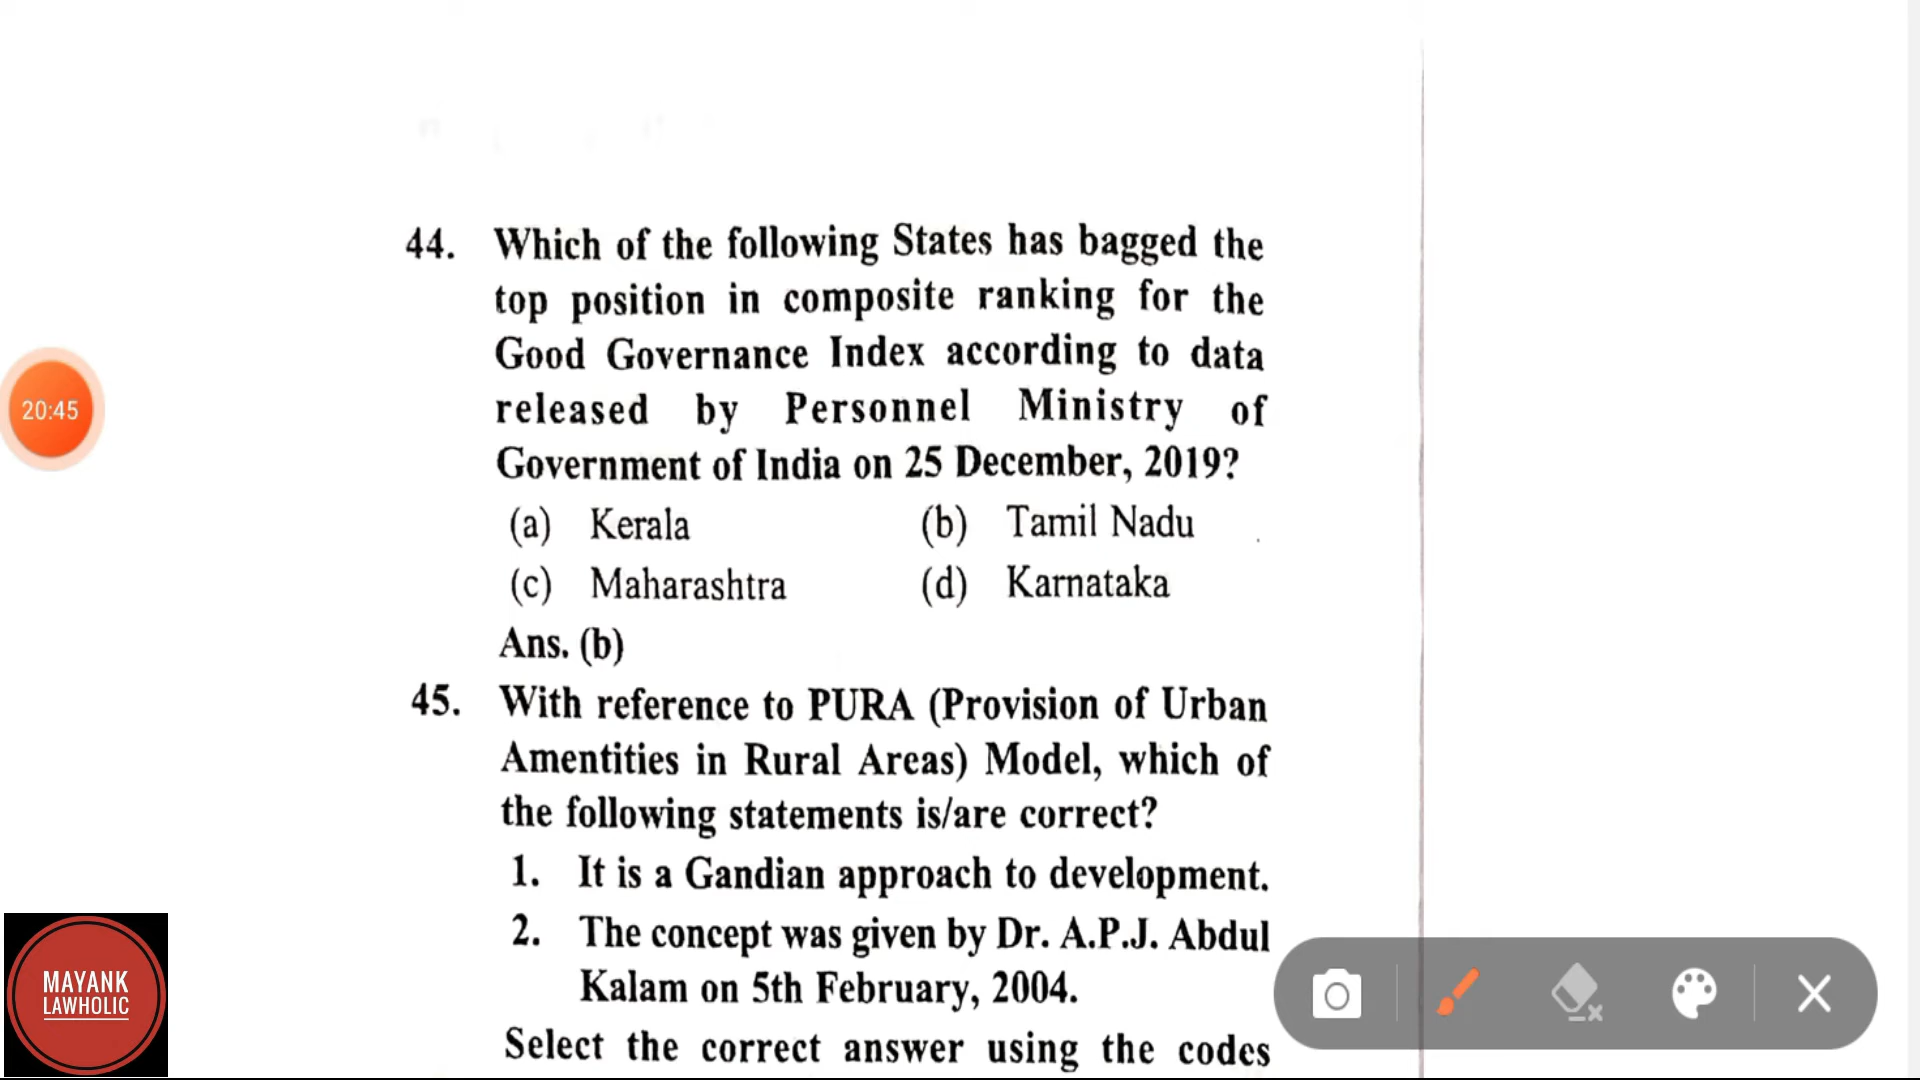 44. Which of the following States has bagged the
top position in composite ranking for the
Good Governance Index according to data
released by Personnel Ministry of
Government of India on 25 December, 2019?
(a) Kerala (b) Tamil Nadu
(c) Maharashtra (d) Karnataka
Ans. (b)
45. With reference to PURA (Provision of Urban
Amentities in Rural Areas) Model, which of
the following statements is/are correct?
1. It is a Gandian approach to development.
2. The concept was given by Dr. A.P.J. Abdul
Kalam on 5th February, 2004.
Select the correct answer using the codes
20:45
MAYANK
LAWHOLIC